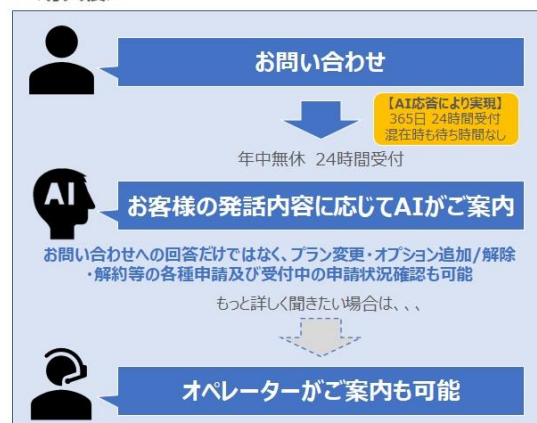 お問い合わせ
【AI応答により実現】
365日 24時間受付
混在時も待ち時間なし
年中無休 24時間受付
AI
お客様の発話内容に応じてAIがご案内
お問い合わせへの回答だけではなく、プラン変更・オプション追加/解除
・解約等の各種申請及び受付中の申請状況確認も可能
もっと詳しく聞きたい場合は、、、
オペレーターがご案内も可能